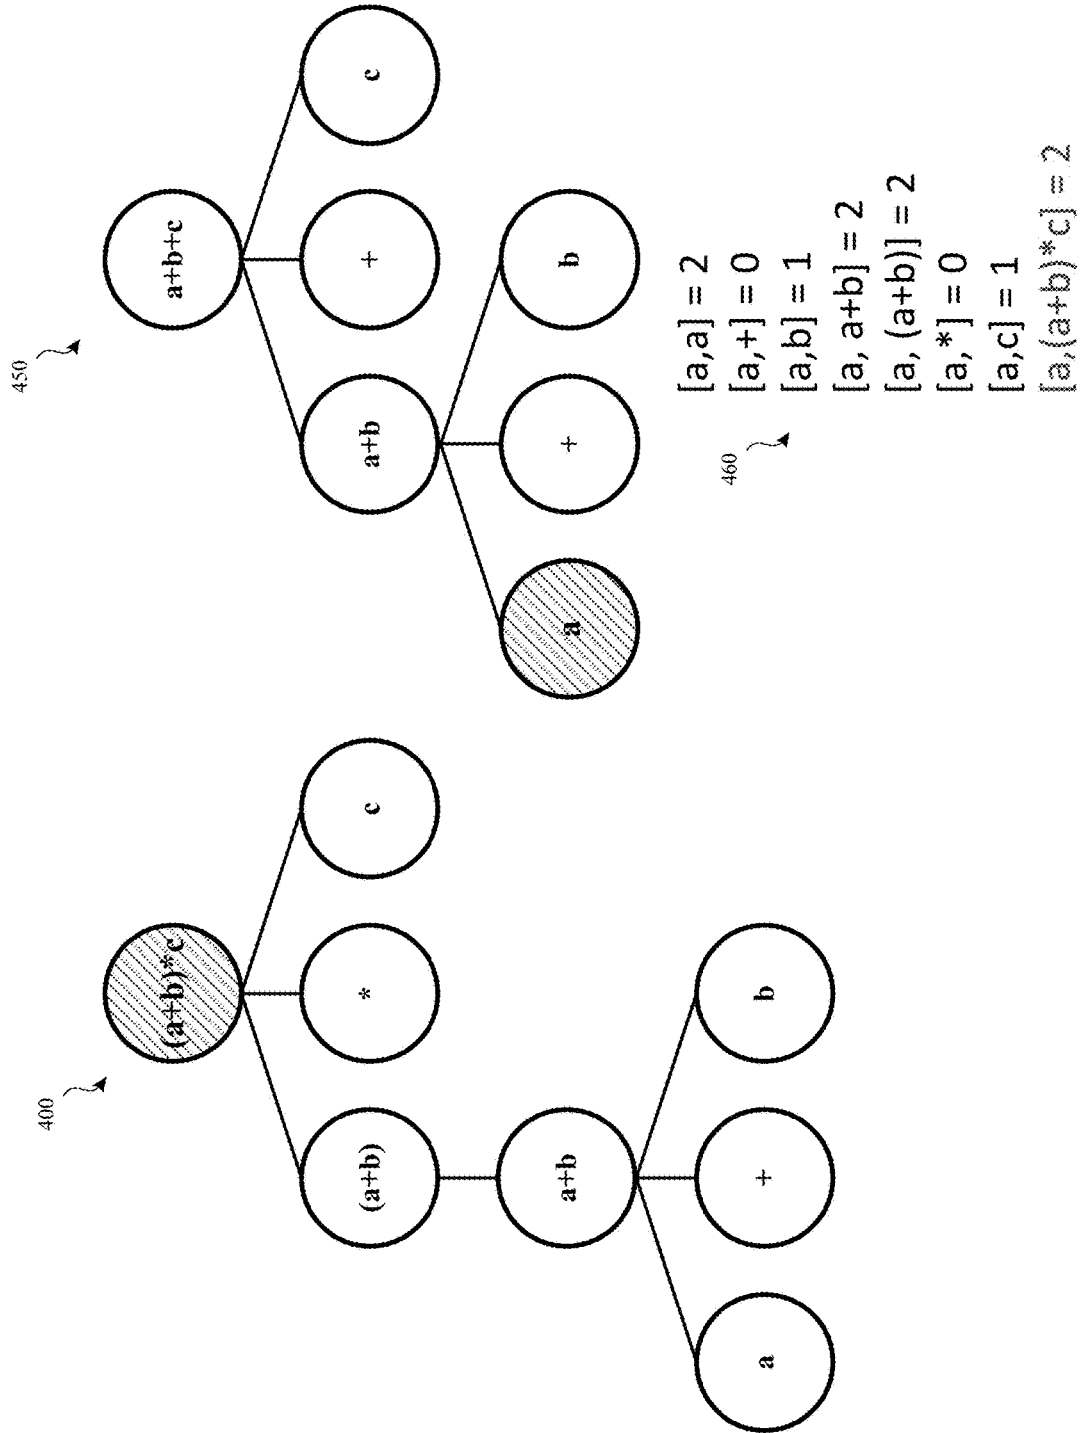 400
(a+b)*c
(a+b)
*
c
a+b
a
+
b
450
a+b+c
a+b
+
c
a
+
b
460
[a,a] = 2
[a,+] = 0
[a,b] = 1
[a, a+b] = 2
[a, (a+b)] = 2
[a,*] = 0
[a,c] = 1
[a,(a+b)*c] = 2